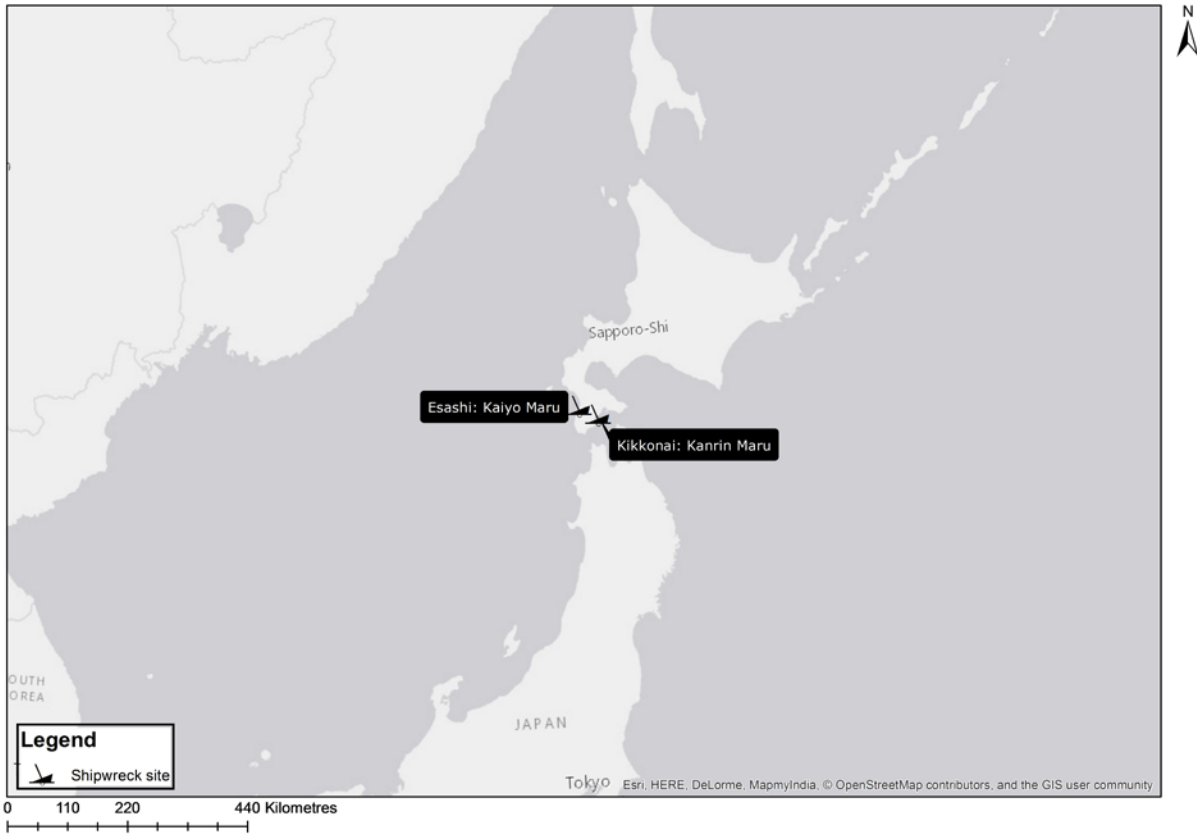 N
Sapporo-Shi
Esashi: Kaiyo Maru
Kikkonai: Kanrin Maru
OUTH
OREA
JAPAN
Legend
Shipwreck site
Tokyo
Esri, HERE, DeLorme, MapmyIndia, © OpenStreetMap contributors, and the GIS user community
0 110 220 440 Kilometres